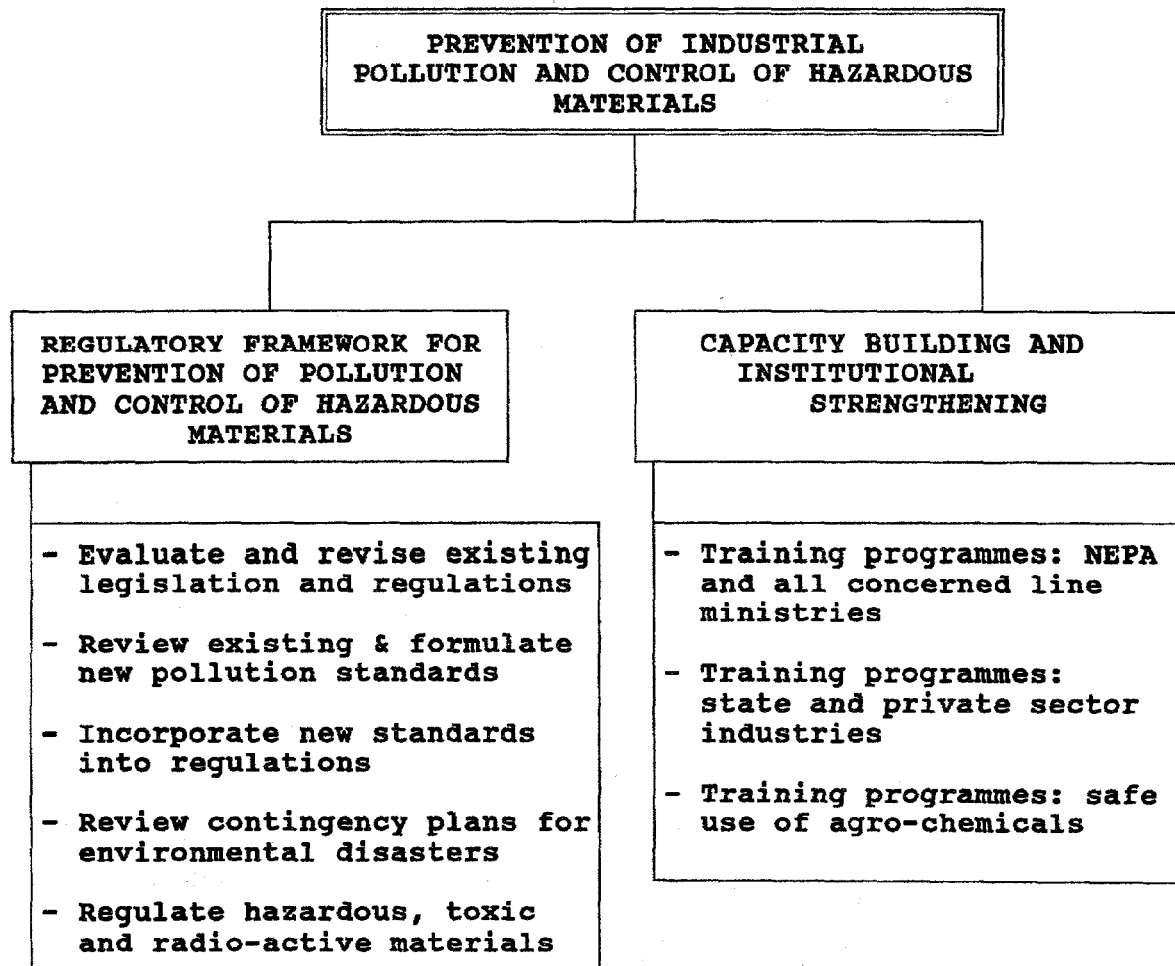 PREVENTION OF INDUSTRIAL
POLLUTION AND CONTROL OF HAZARDOUS
MATERIALS
REGULATORY FRAMEWORK FOR
PREVENTION OF POLLUTION
AND CONTROL OF HAZARDOUS
MATERIALS
- Evaluate and revise existing
legislation and regulations
- Review existing & formulate
new pollution standards
- Incorporate new standards
into regulations
- Review contingency plans for
environmental disasters
- Regulate hazardous, toxic
and radio-active materials
CAPACITY BUILDING AND
INSTITUTIONAL
STRENGTHENING
- Training programmes: NEPA
and all concerned line
ministries
- Training programmes:
state and private sector
industries
- Training programmes: safe
use of agro-chemicals